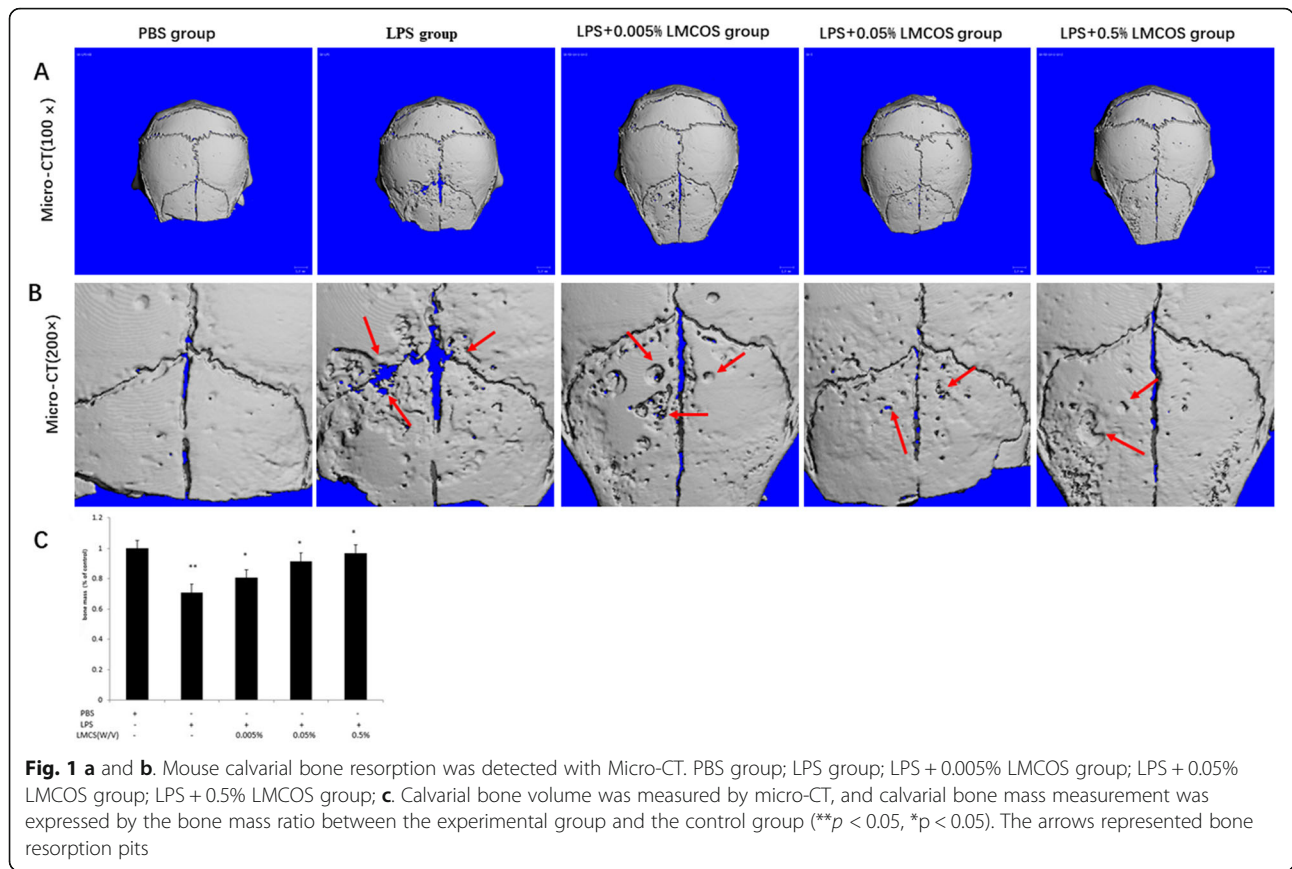 PBS group
LPS group
LPS+0.005% LMCOS group
LPS+0.05% LMCOS group
LPS+0.5% LMCOS group
A
Micro-CT(100 ×)
B
Micro-CT(200×)
C
bone mass (% of control)
1.2
1
0.8
0.6
0.4
0.2
0
**
*
*
*
PBS + - - - -
LPS - + + + +
LMCS(W/V) - - 0.005% 0.05% 0.5%
Fig. 1 a and b. Mouse calvarial bone resorption was detected with Micro-CT. PBS group; LPS group; LPS + 0.005% LMCOS group; LPS + 0.05%
LMCOS group; LPS + 0.5% LMCOS group; c. Calvarial bone volume was measured by micro-CT, and calvarial bone mass measurement was
expressed by the bone mass ratio between the experimental group and the control group (**p < 0.05, *p < 0.05). The arrows represented bone
resorption pits